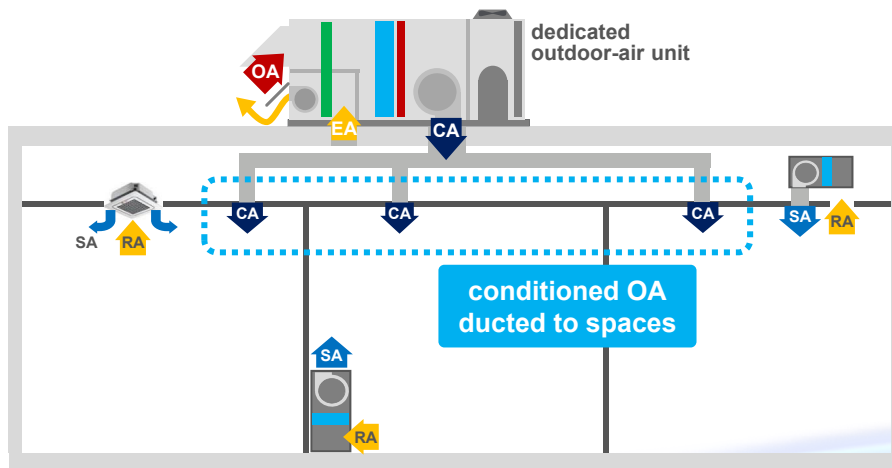 dedicated
outdoor-air unit
OA
EA
CA
CA
CA
CA
SA
RA
SA
RA
conditioned OA
ducted to spaces
SA
RA